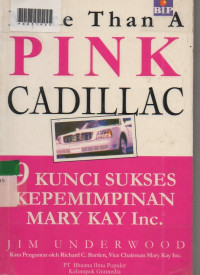 BIP
Than A
PINK
CADILLAC
9 KUNCI SUKSES
KEPEMIMPINAN
MARY KAY Inc.
JIM UNDERWOOD
Kata Pengantar oleh Richard C. Bartlett, Vice Chairman Mary Kay Inc.
PT Bhuana Ilmu Populer
Kelompok Gramedia